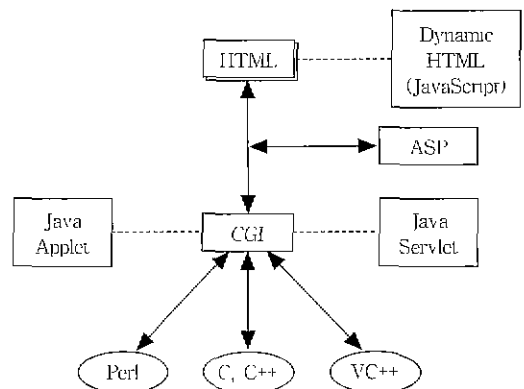 HTML
Dynamic
HTML
(JavaScript)
ASP
Java
Applet
CGI
Java
Servlet
Perl
C, C++
VC++